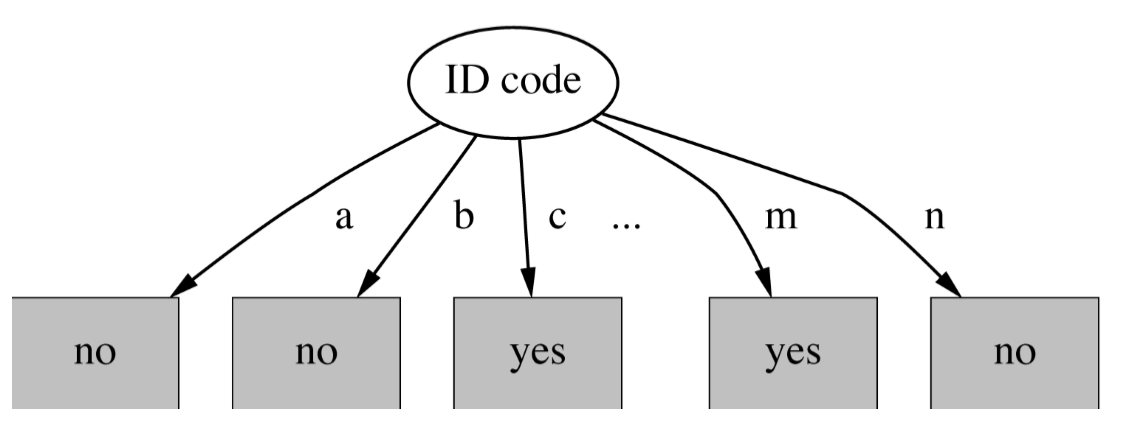 ID code
a b c ... m n
no no yes yes no